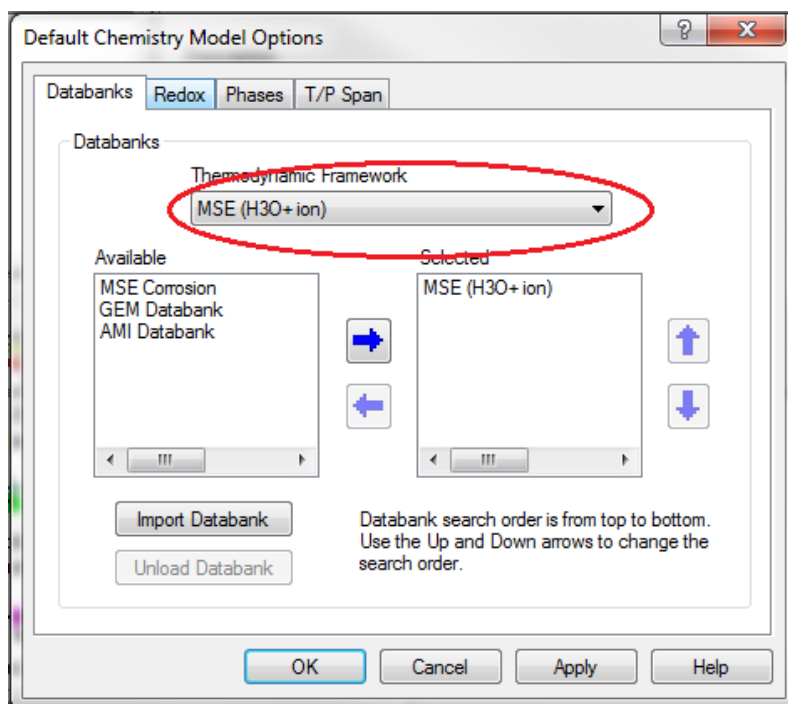 Default Chemistry Model Options
Databanks Redox Phases T/P Span
Databanks
Thermodynamic Framework
MSE (H3O+ ion)
Available Selected
MSE Corrosion MSE (H3O+ ion)
GEM Databank
AMI Databank
Import Databank
Unload Databank
Databank search order is from top to bottom.
Use the Up and Down arrows to change the
search order.
OK Cancel Apply Help